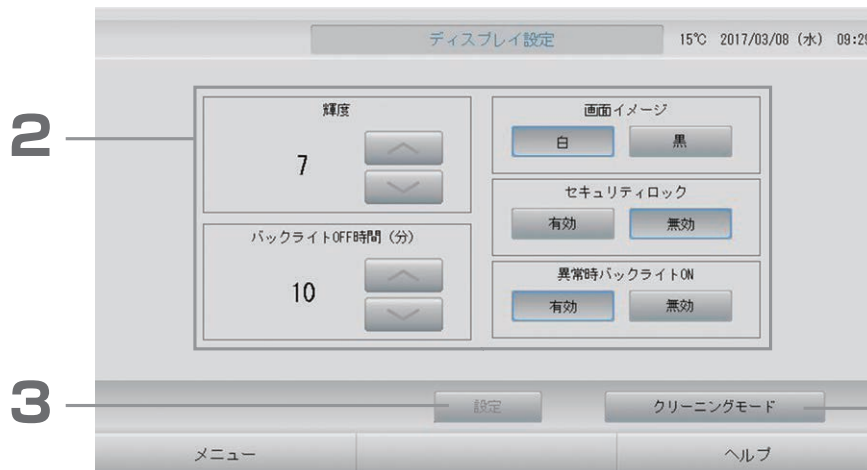 ディスプレイ設定 15℃ 2017/03/08 (水) 09:29
2
輝度
7
バックライトOFF時間 (分)
10
画面イメージ
白 黒
セキュリティロック
有効 無効
異常時バックライトON
有効 無効
3
設定 クリーニングモード
メニュー ヘルプ